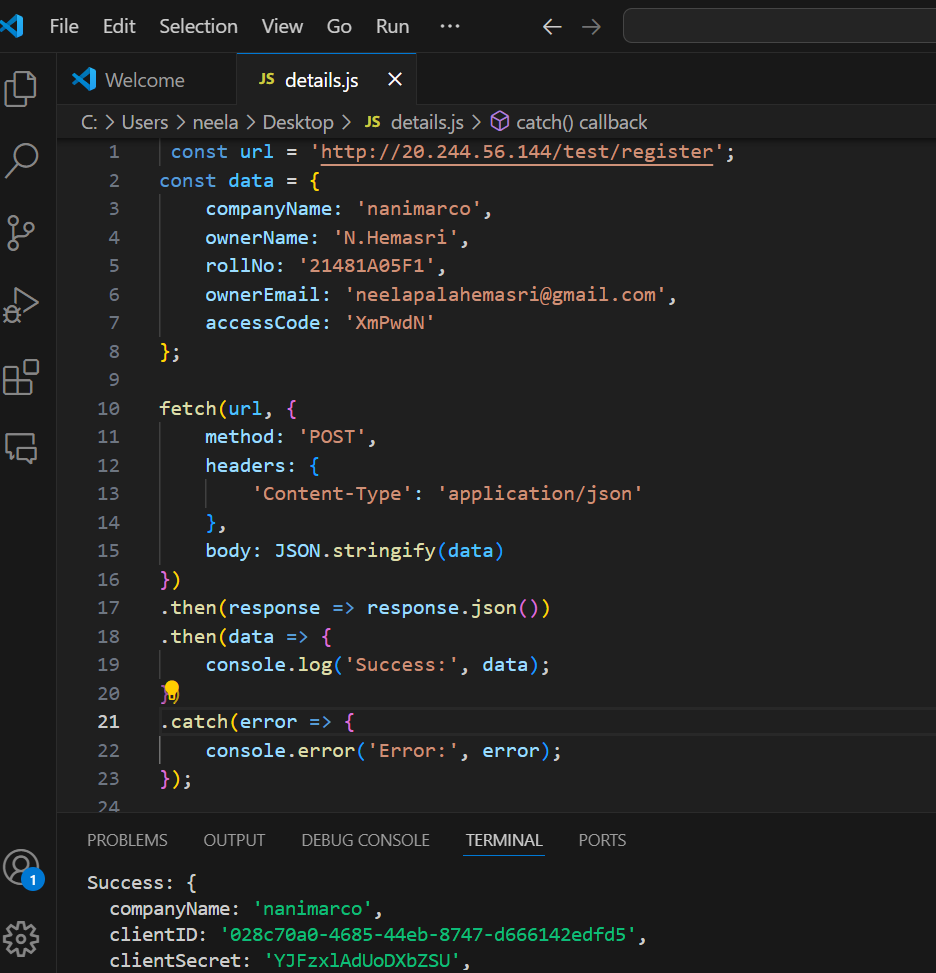 File Edit Selection View Go Run ...
Welcome JS details.js
C: > Users > neela > Desktop > JS details.js > catch() callback
1 const url = 'http://20.244.56.144/test/register';
2 const data = {
3 companyName: 'nanimarco',
4 ownerName: 'N.Hemasri',
5 rollNo: '21481A05F1',
6 ownerEmail: 'neelapalahemasri@gmail.com',
7 accessCode: 'XmPwdN'
8 };
9
10 fetch(url, {
11 method: 'POST',
12 headers: {
13 'Content-Type': 'application/json'
14 },
15 body: JSON.stringify(data)
16 })
17 .then(response => response.json())
18 .then(data => {
19 console.log('Success:', data);
20 })
21 .catch(error => {
22 console.error('Error:', error);
23 });
24
PROBLEMS OUTPUT DEBUG CONSOLE TERMINAL PORTS
Success: {
1 companyName: 'nanimarco',
clientID: '028c70a0-4685-44eb-8747-d666142edfd5',
clientSecret: 'YJFzxlAdUoDXbZSU',